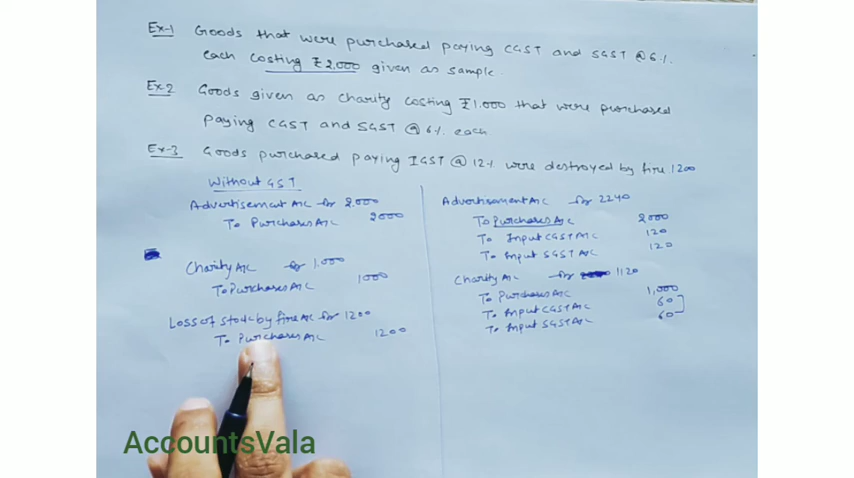 Ex-1 Goods that were purchased paying CGST and SGST @ 6%.
each costing ₹2,000 given as sample.
Ex-2 Goods given as charity costing ₹1,000 that were purchased
paying CGST and SGST @ 6% each
Ex-3 Goods purchased paying IGST @ 12% were destroyed by fire 1200
Without GST
Advertisement A/c Dr 2,000
To Purchases A/c 2000
Charity A/c Dr 1,000
To Purchases A/c 1000
Loss of stock by fire A/c Dr 1200
To Purchases A/c 1200
Advertisement A/c Dr 2240
To Purchases A/c 2000
To Input CGST A/c 120
To Input SGST A/c 120
Charity A/c Dr 1120
To Purchases A/c 1,000
To Input CGST A/c 60
To Input SGST A/c 60
AccountsVala